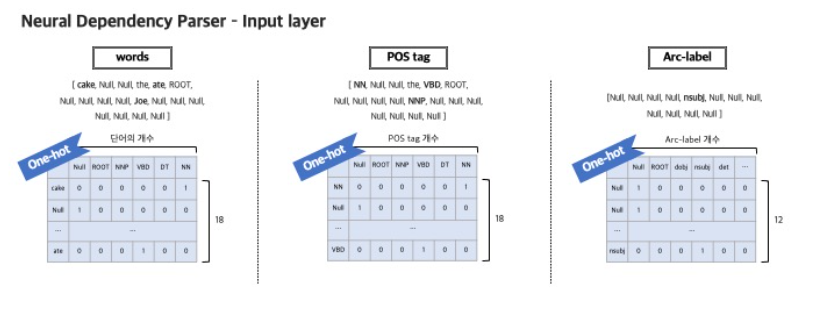 Neural Dependency Parser - Input layer
words
[ cake, Null, Null, the, ate, ROOT,
Null, Null, Null, Null, Joe, Null, Null, Null,
Null, Null, Null, Null ]
단어의 개수
One-hot
Null ROOT NNP VBD DT NN
cake 0 0 0 0 0 1
Null 1 0 0 0 0 0
... ...
ate 0 0 0 1 0 0
18
POS tag
[ NN, Null, Null, the, VBD, ROOT,
Null, Null, Null, Null, NNP, Null, Null, Null,
Null, Null, Null, Null ]
POS tag 개수
One-hot
Null ROOT NNP VBD DT NN
NN 0 0 0 0 0 1
Null 1 0 0 0 0 0
... ...
VBD 0 0 0 1 0 0
18
Arc-label
[Null, Null, Null, Null, nsubj, Null, Null, Null,
Null, Null, Null, Null ]
Arc-label 개수
One-hot
Null ROOT dobj nsubj det ...
Null 1 0 0 0 0 0
Null 1 0 0 0 0 0
... ...
nsubj 0 0 0 1 0 0
12